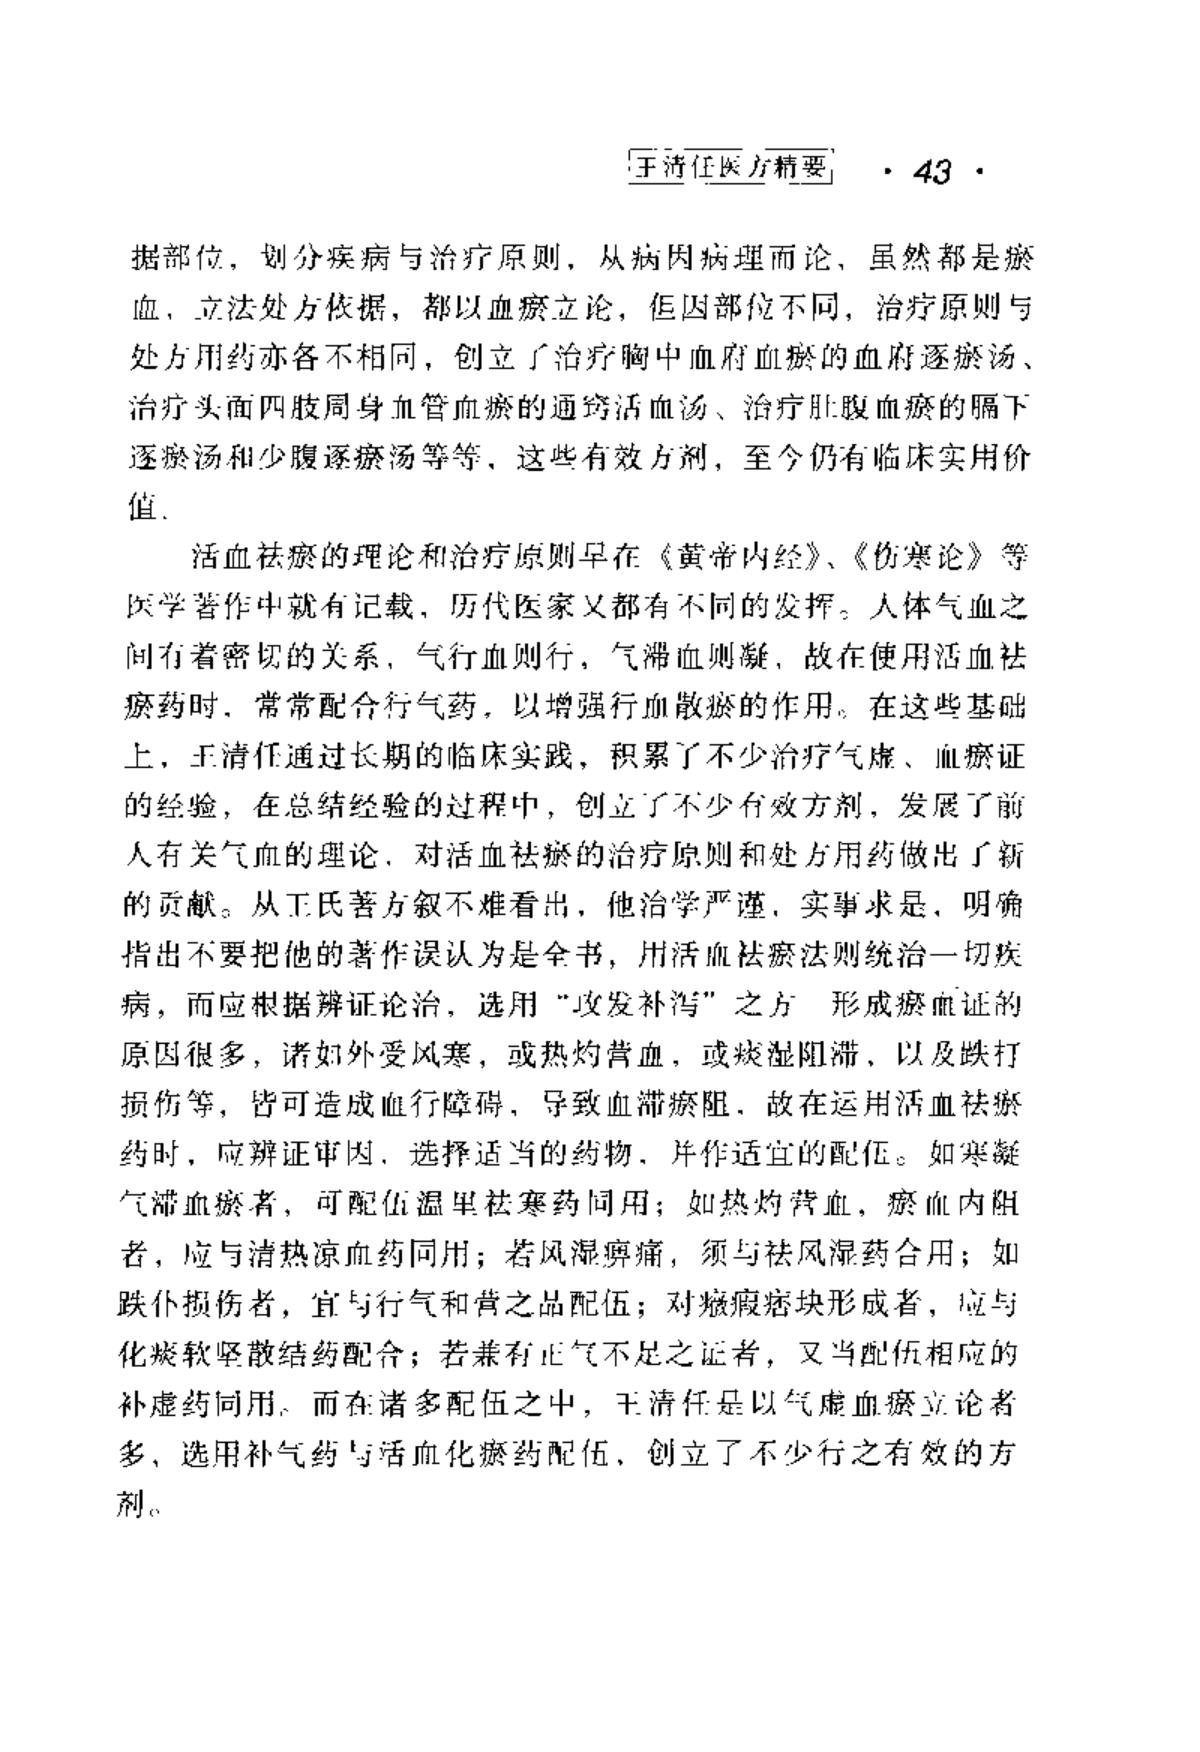 王清任医方精要 · 43 ·
据部位，划分疾病与治疗原则，从病因病理而论，虽然都是瘀
血，立法处方依据，都以血瘀立论，但因部位不同，治疗原则与
处方用药亦各不相同，创立了治疗胸中血府血瘀的血府逐瘀汤、
治疗头面四肢周身血管血瘀的通窍活血汤、治疗肚腹血瘀的膈下
逐瘀汤和少腹逐瘀汤等等，这些有效方剂，至今仍有临床实用价
值．
活血祛瘀的理论和治疗原则早在《黄帝内经》、《伤寒论》等
医学著作中就有记载，历代医家又都有不同的发挥。人体气血之
间有着密切的关系，气行血则行，气滞血则凝，故在使用活血祛
瘀药时，常常配合行气药，以增强行血散瘀的作用。在这些基础
上，王清任通过长期的临床实践，积累了不少治疗气虚、血瘀证
的经验，在总结经验的过程中，创立了不少有效方剂，发展了前
人有关气血的理论，对活血祛瘀的治疗原则和处方用药做出了新
的贡献。从王氏著方叙不难看出，他治学严谨，实事求是，明确
指出不要把他的著作误认为是全书，用活血祛瘀法则统治一切疾
病，而应根据辨证论治，选用“攻发补泻”之方 形成瘀血证的
原因很多，诸如外受风寒，或热灼营血，或痰湿阻滞，以及跌打
损伤等，皆可造成血行障碍，导致血滞瘀阻，故在运用活血祛瘀
药时，应辨证审因，选择适当的药物，并作适宜的配伍。如寒凝
气滞血瘀者，可配伍温里祛寒药同用；如热灼营血，瘀血内阻
者，应与清热凉血药同用；若风湿痹痛，须与祛风湿药合用；如
跌仆损伤者，宜与行气和营之品配伍；对癥瘕痞块形成者，应与
化痰软坚散结药配合；若兼有正气不足之证者，又当配伍相应的
补虚药同用。而在诸多配伍之中，王清任是以气虚血瘀立论者
多，选用补气药与活血化瘀药配伍，创立了不少行之有效的方
剂。